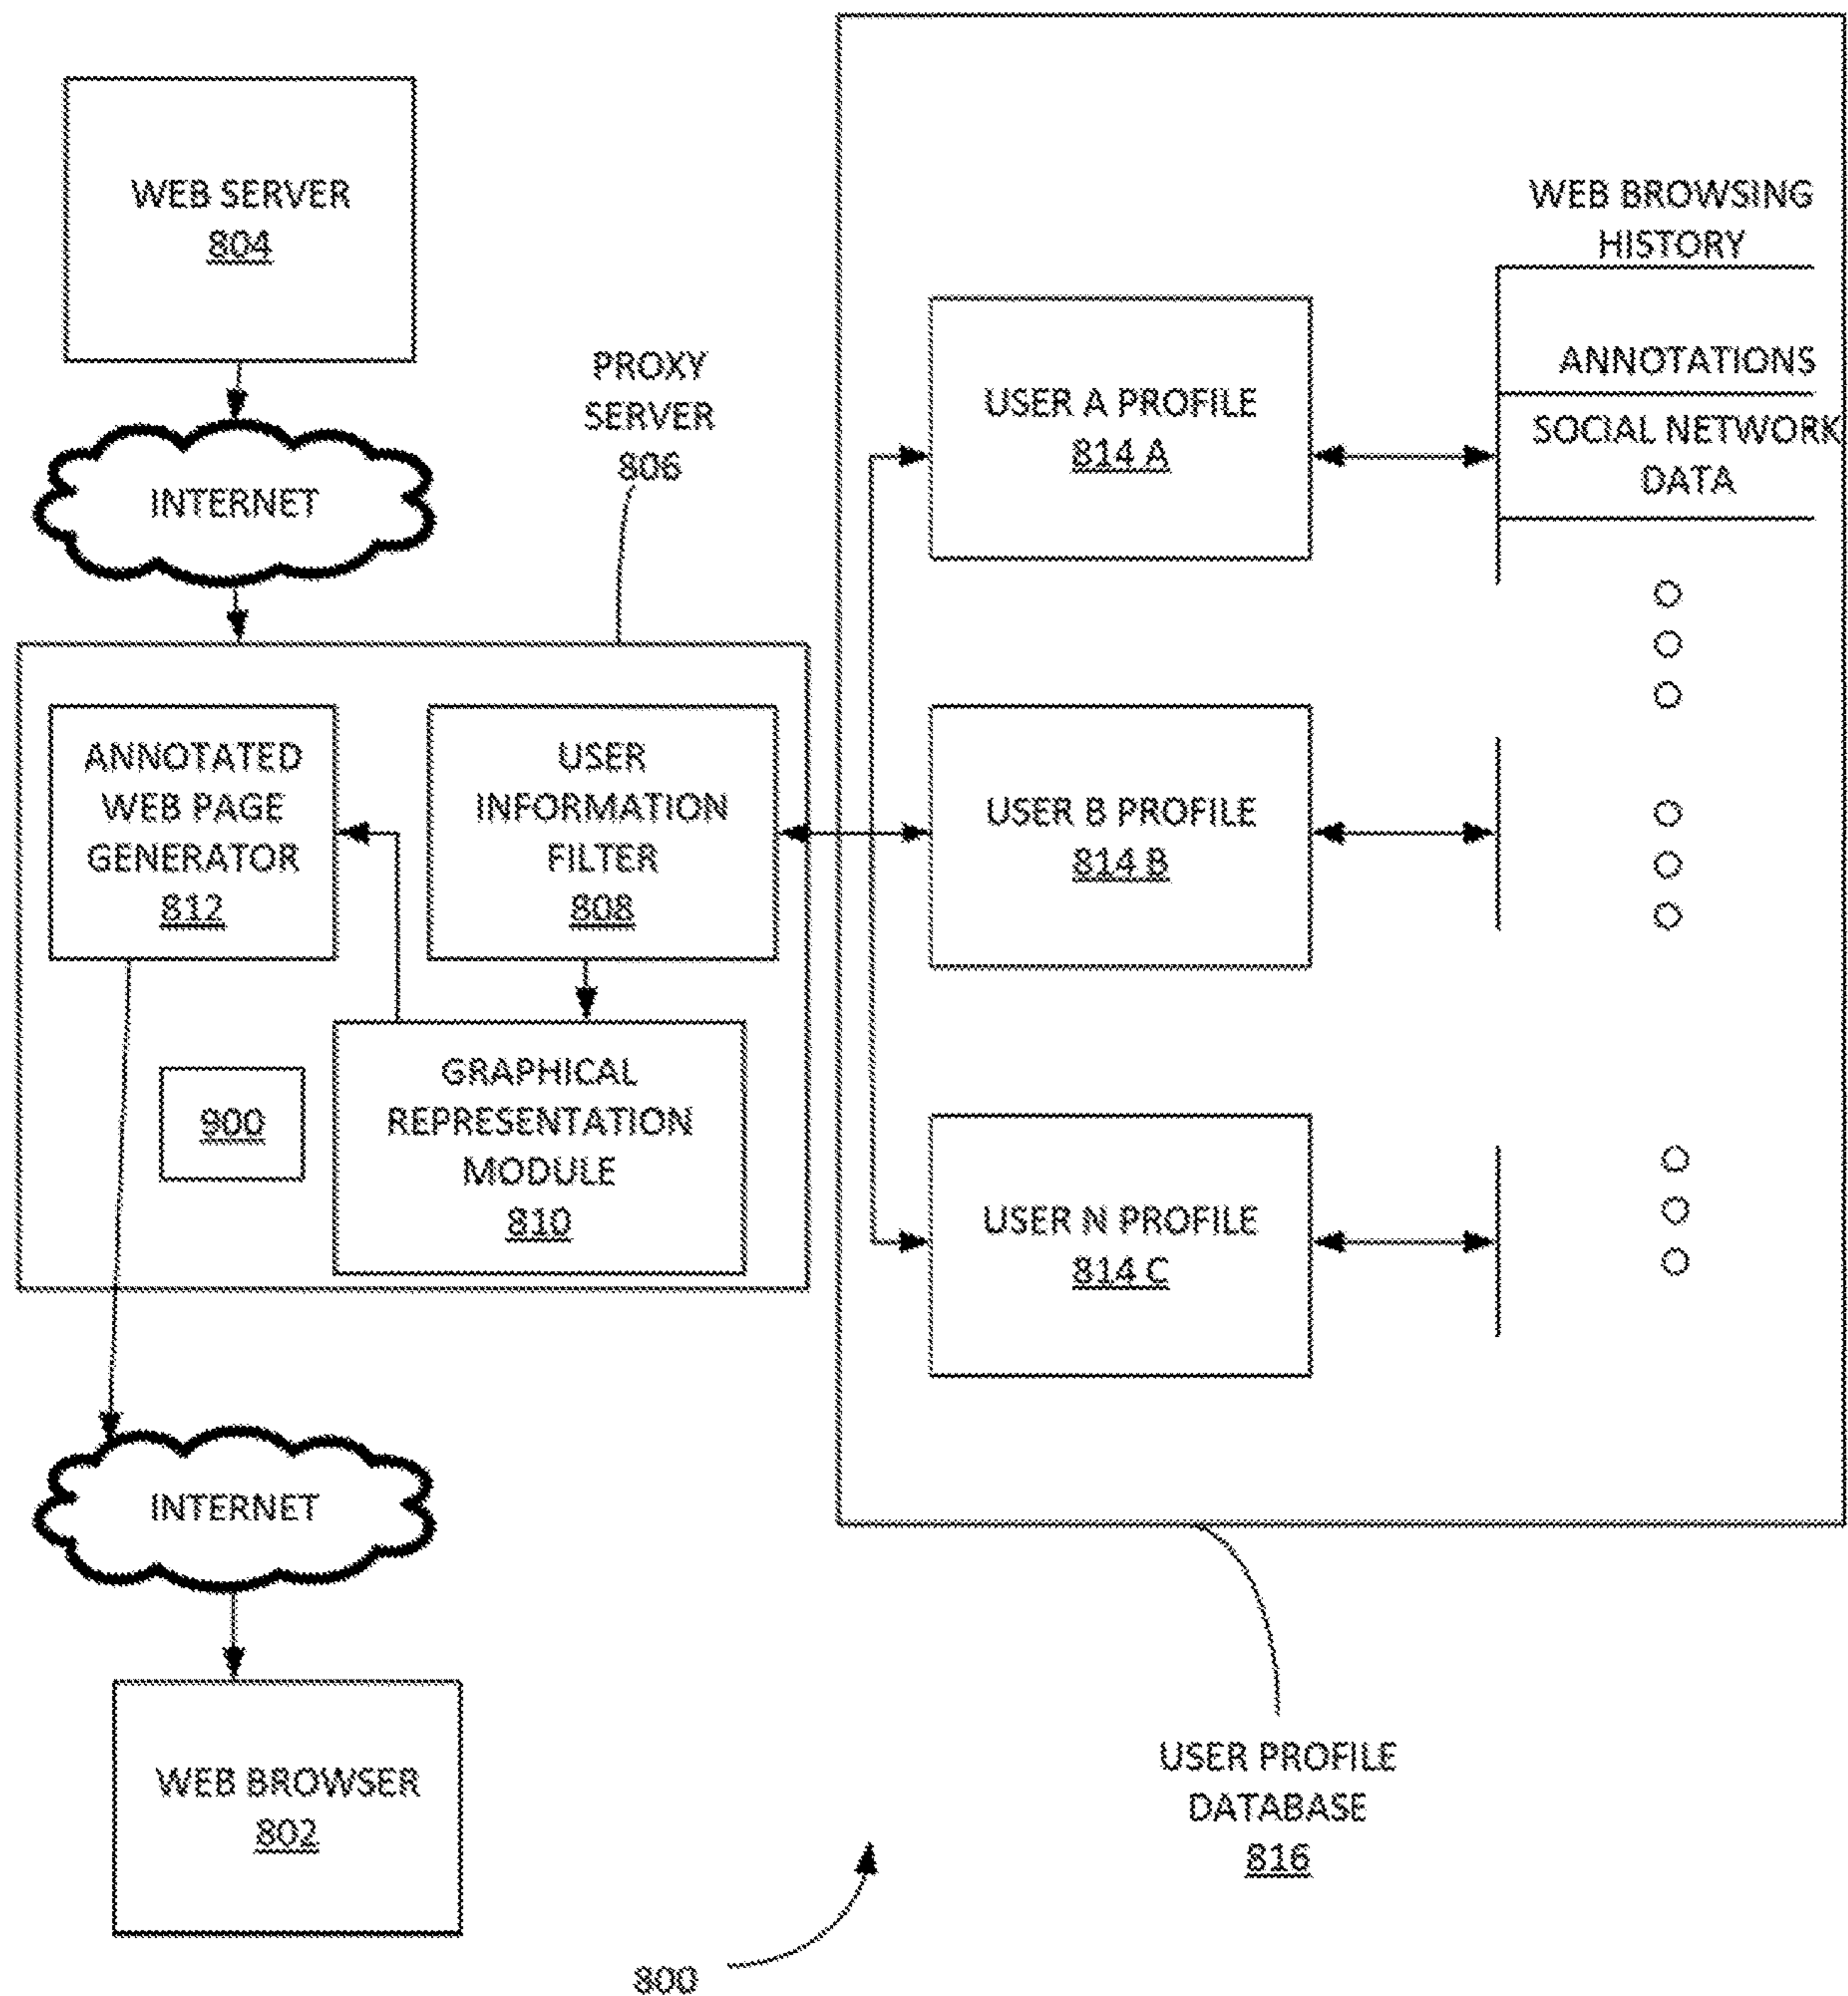 WEB SERVER
804
INTERNET
PROXY
SERVER
806
ANNOTATED
WEB PAGE
GENERATOR
812
USER
INFORMATION
FILTER
808
900
GRAPHICAL
REPRESENTATION
MODULE
810
INTERNET
WEB BROWSER
802
WEB BROWSING
HISTORY
ANNOTATIONS
SOCIAL NETWORK
DATA
USER A PROFILE
814 A
USER B PROFILE
814 B
USER N PROFILE
814 C
USER PROFILE
DATABASE
816
800